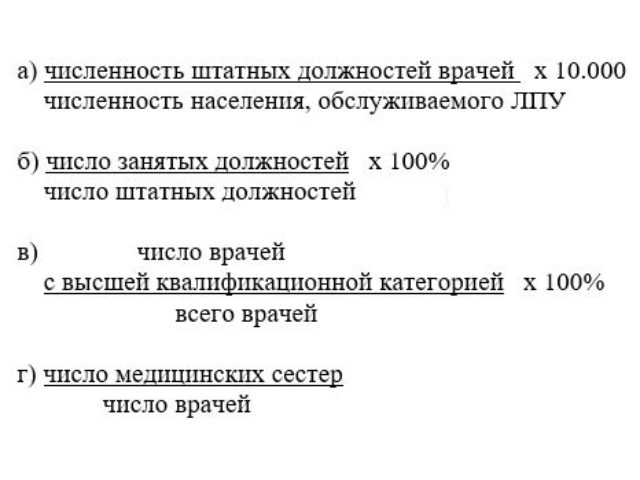 а) численность штатных должностей врачей х 10.000
численность населения, обслуживаемого ЛПУ
б) число занятых должностей х 100%
число штатных должностей
в) число врачей
с высшей квалификационной категорией х 100%
всего врачей
г) число медицинских сестер
число врачей